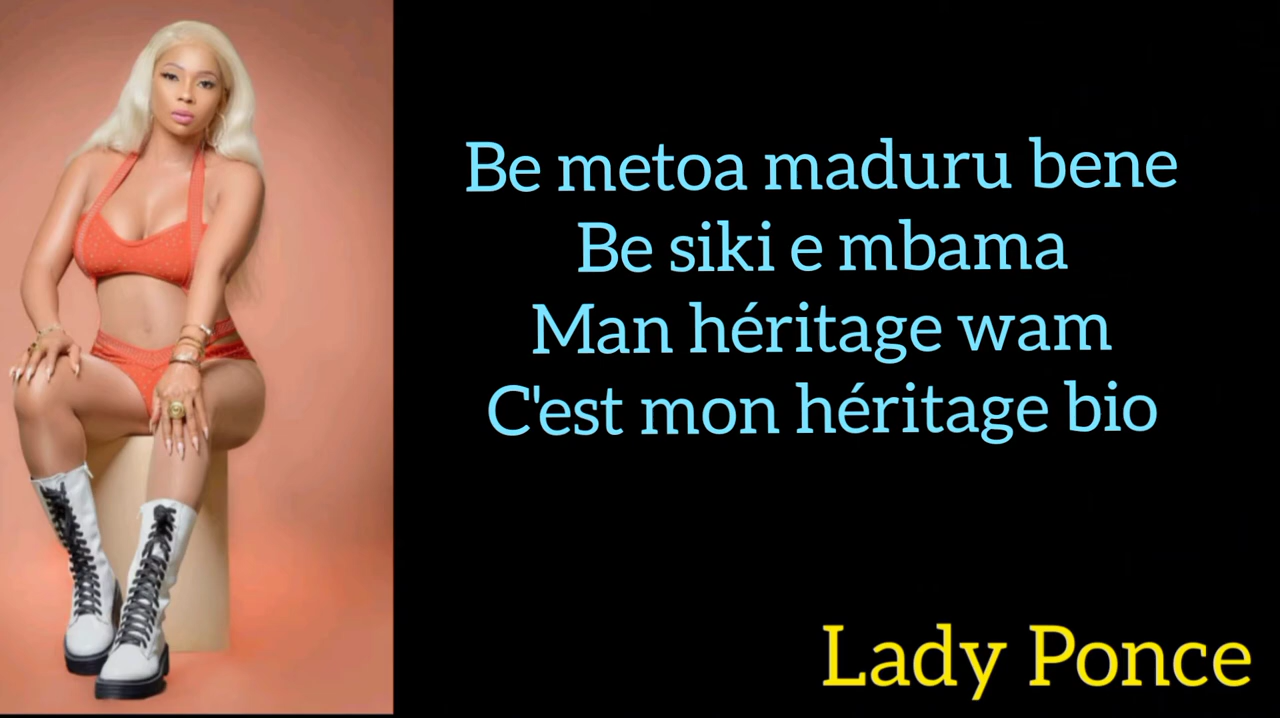 Be metoa maduru bene
Be siki e mbama
Man héritage wam
C'est mon héritage bio
Lady Ponce